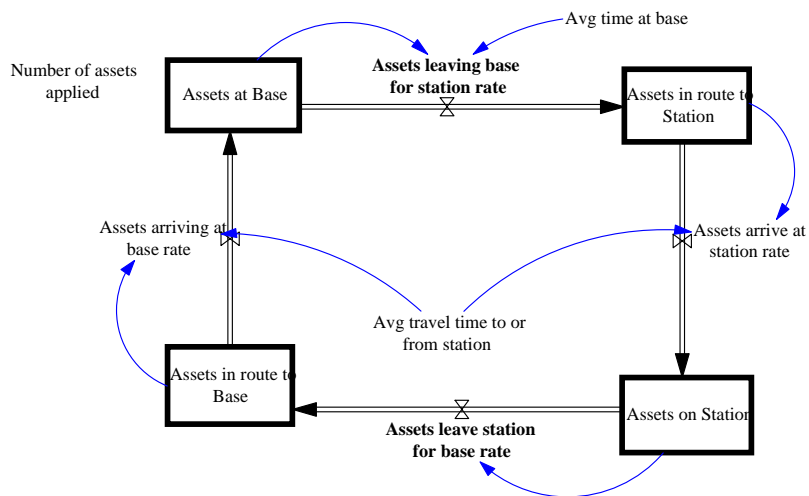 Avg time at base
Number of assets
applied
Assets at Base
Assets leaving base
for station rate
Assets in route to
Station
Assets arriving at
base rate
Assets arrive at
station rate
Avg travel time to or
from station
Assets in route to
Base
Assets leave station
for base rate
Assets on Station